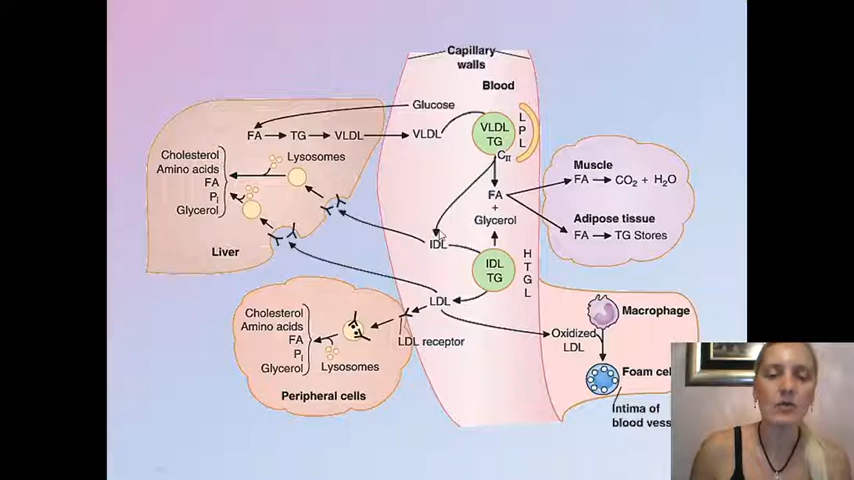 Capillary
walls
Blood
Glucose
FA TG VLDL VLDL
VLDL
TG
C II
L
P
L
Cholesterol
Amino acids
FA
Pi
Glycerol
Lysosomes
Liver
FA
+
Glycerol
Muscle
FA CO2 + H2O
Adipose tissue
FA TG Stores
IDL
IDL
TG
H
T
G
L
LDL
LDL receptor
Cholesterol
Amino acids
FA
Pi
Glycerol
Lysosomes
Peripheral cells
Macrophage
Oxidized
LDL
Foam cel
Intima of
blood vess